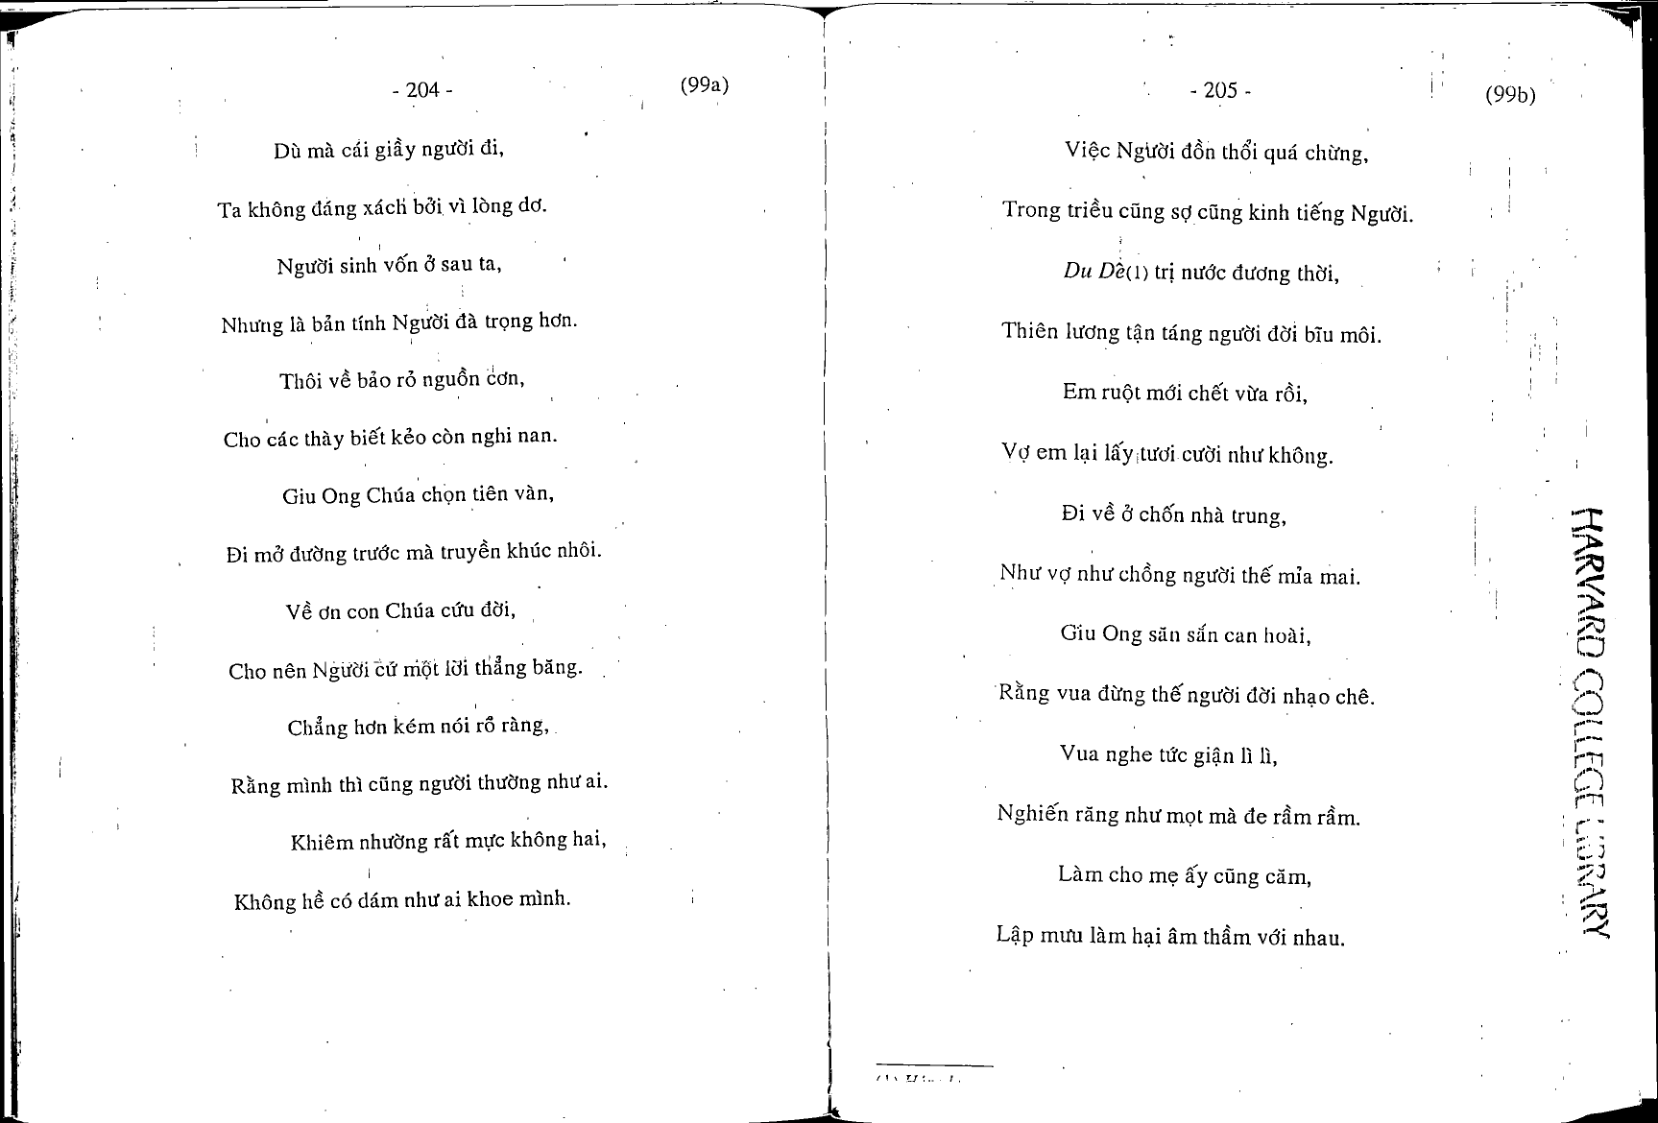 - 204 -
(99a)
Dù mà cái giầy người đi,
Ta không đáng xách bởi vì lòng dơ.
Người sinh vốn ở sau ta,
Nhưng là bản tính Người đà trọng hơn.
Thôi về bảo rỏ nguồn cơn,
Cho các thày biết kẻo còn nghi nan.
Giu Ong Chúa chọn tiên vàn,
Đi mở đường trước mà truyền khúc nhôi.
Về ơn con Chúa cứu đời,
Cho nên Người cứ một lời thẳng băng.
Chẳng hơn kém nói rõ ràng,
Rằng mình thì cũng người thường như ai.
Khiêm nhường rất mực không hai,
Không hề có dám như ai khoe mình.
- 205 -
(99b)
Việc Người đồn thổi quá chừng,
Trong triều cũng sợ cũng kinh tiếng Người.
Du Dê(1) trị nước đương thời,
Thiên lương tận táng người đời bĩu môi.
Em ruột mới chết vừa rồi,
Vợ em lại lấy tươi cười như không.
Đi về ở chốn nhà trung,
Như vợ như chồng người thế mỉa mai.
Giu Ong săn sắn can hoài,
Rằng vua đừng thế người đời nhạo chê.
Vua nghe tức giận lì lì,
Nghiến răng như mọt mà đe rầm rầm.
Làm cho mẹ ấy cũng căm,
Lập mưu làm hại âm thầm với nhau.
HARVARD COLLEGE LIBRARY